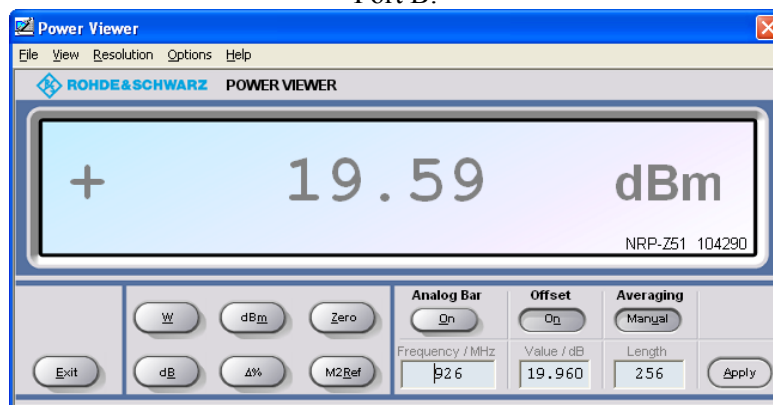 Port B:
Power Viewer
File View Resolution Options Help
ROHDE&SCHWARZ POWER VIEWER
+ 19.59 dBm
NRP-Z51 104290
Analog Bar Offset Averaging
W dBm Zero On On Manual
Frequency / MHz Value / dB Length
Exit dB Δ% M2Ref 926 19.960 256 Apply